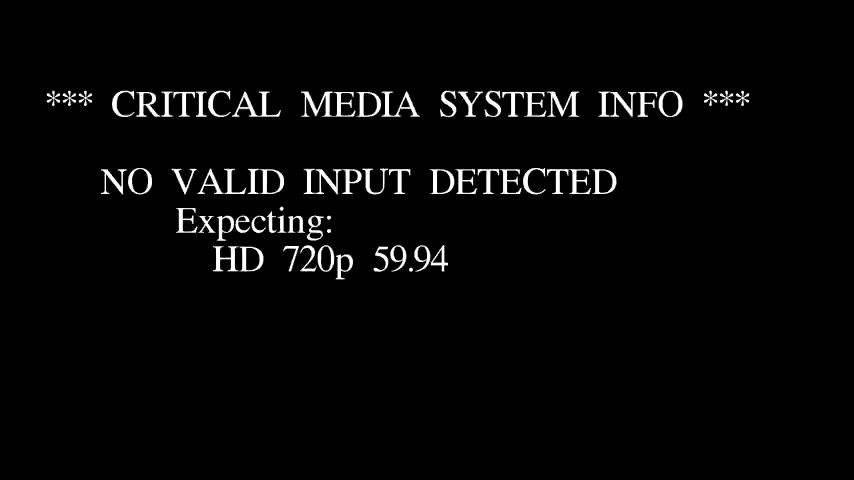 *** CRITICAL MEDIA SYSTEM INFO ***
NO VALID INPUT DETECTED
Expecting:
HD 720p 59.94